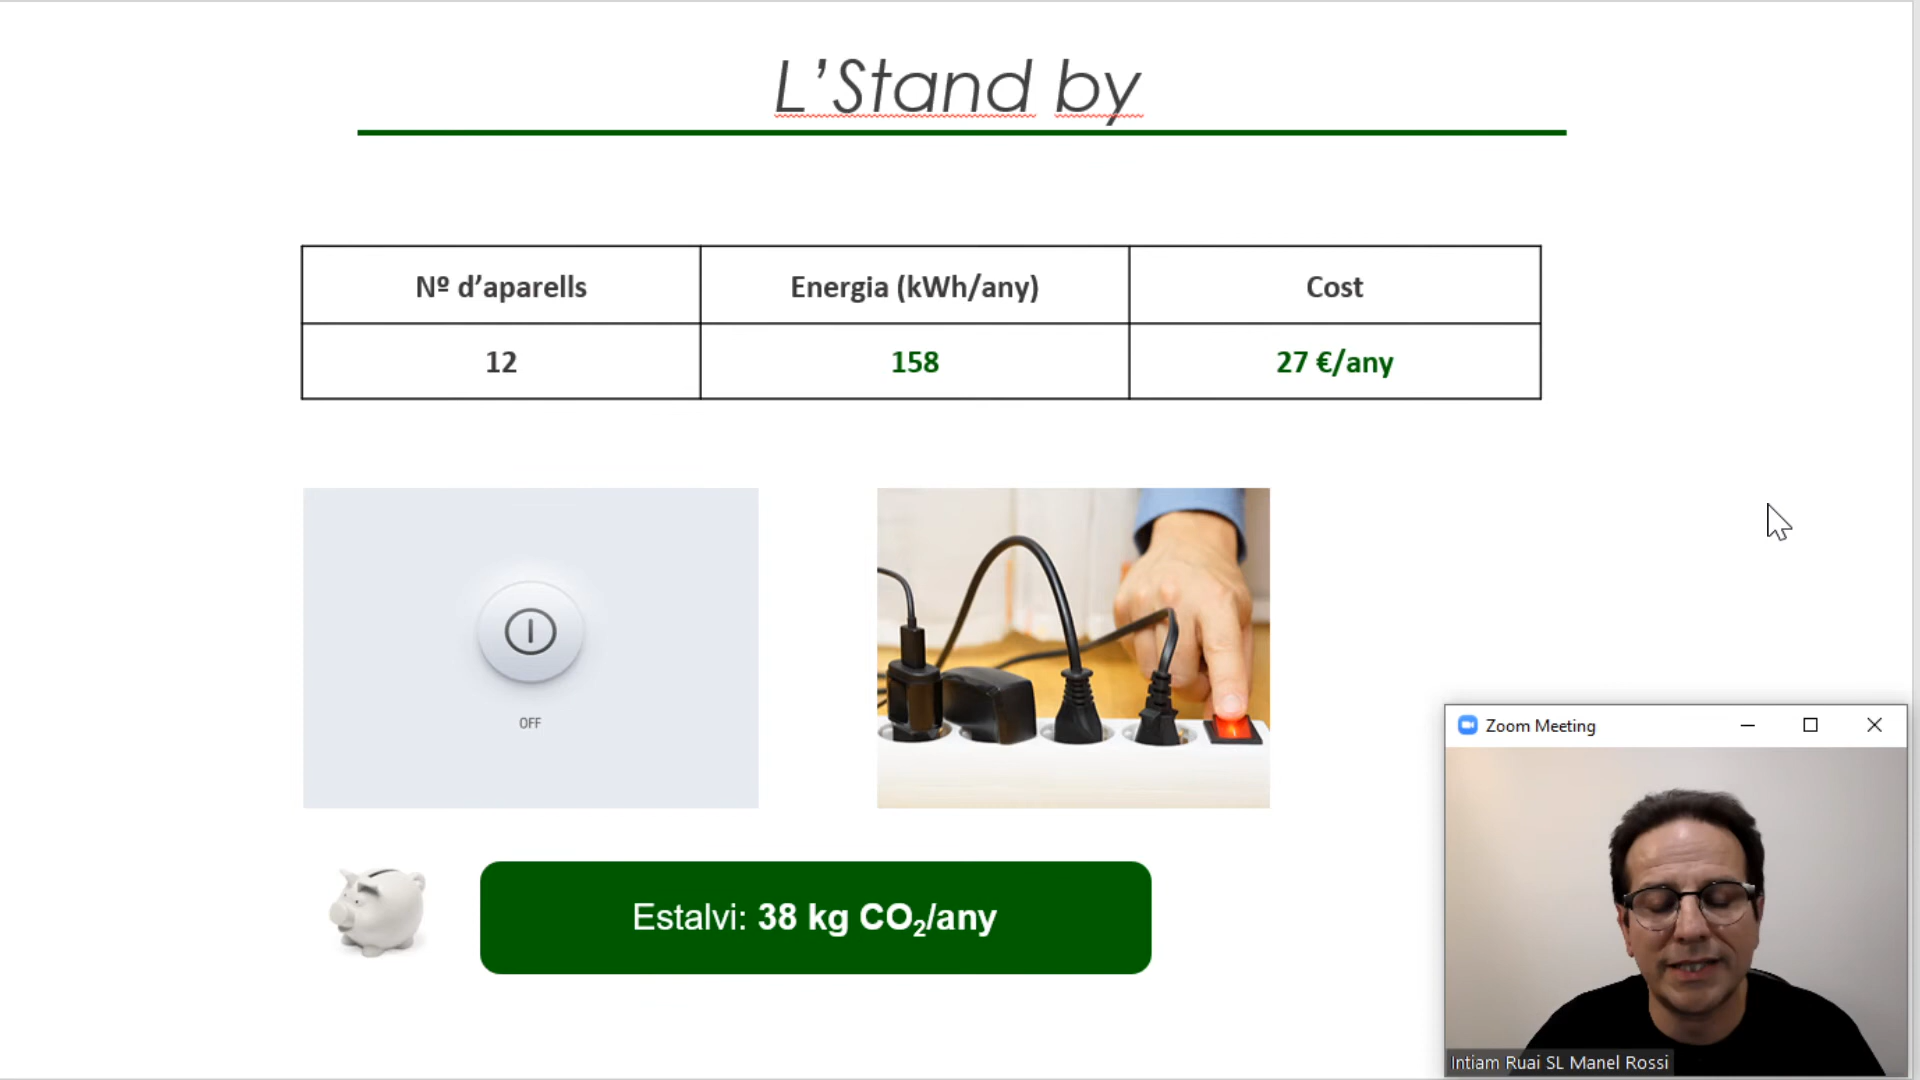 L’Stand by
Nº d’aparells Energia (kWh/any) Cost
12 158 27 €/any
OFF
Estalvi: 38 kg CO₂/any
Zoom Meeting
Intiam Ruai SL Manel Rossi